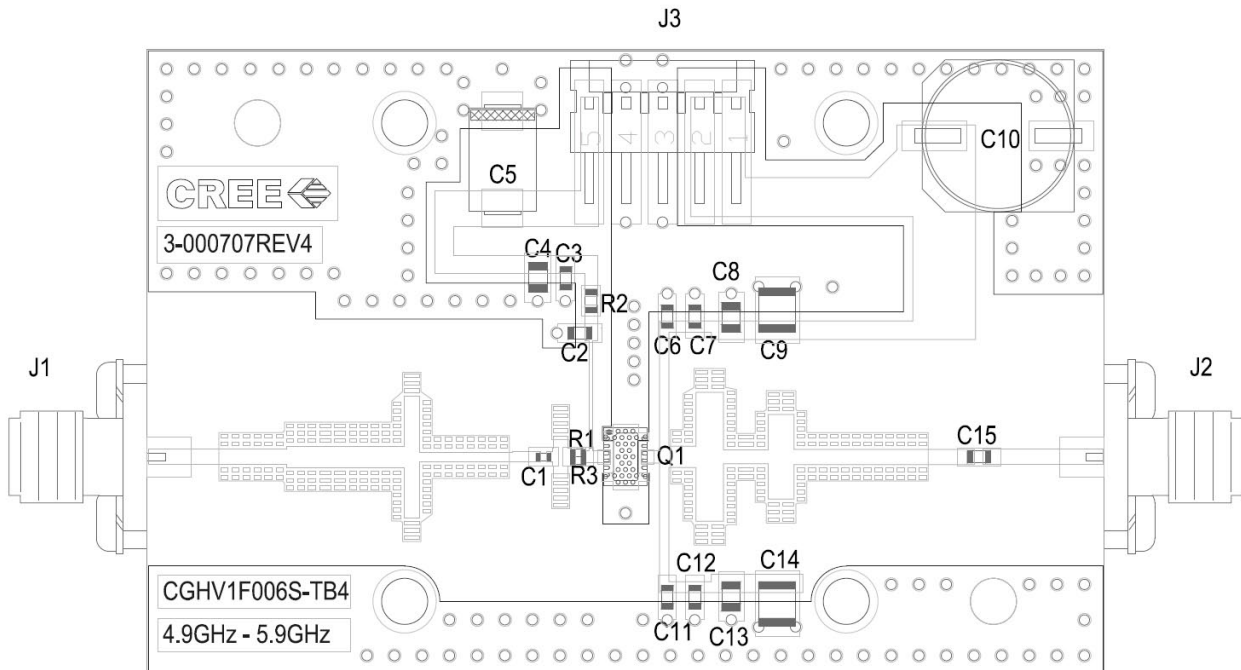 J3
5 4 3 2 1
C10
C5
CREE
3-000707REV4
C4 C3
C8
R2
C2
C6 C7
C9
J1
J2
R1
C15
C1
R3
Q1
C12
C14
CGHV1F006S-TB4
C11
C13
4.9GHz - 5.9GHz